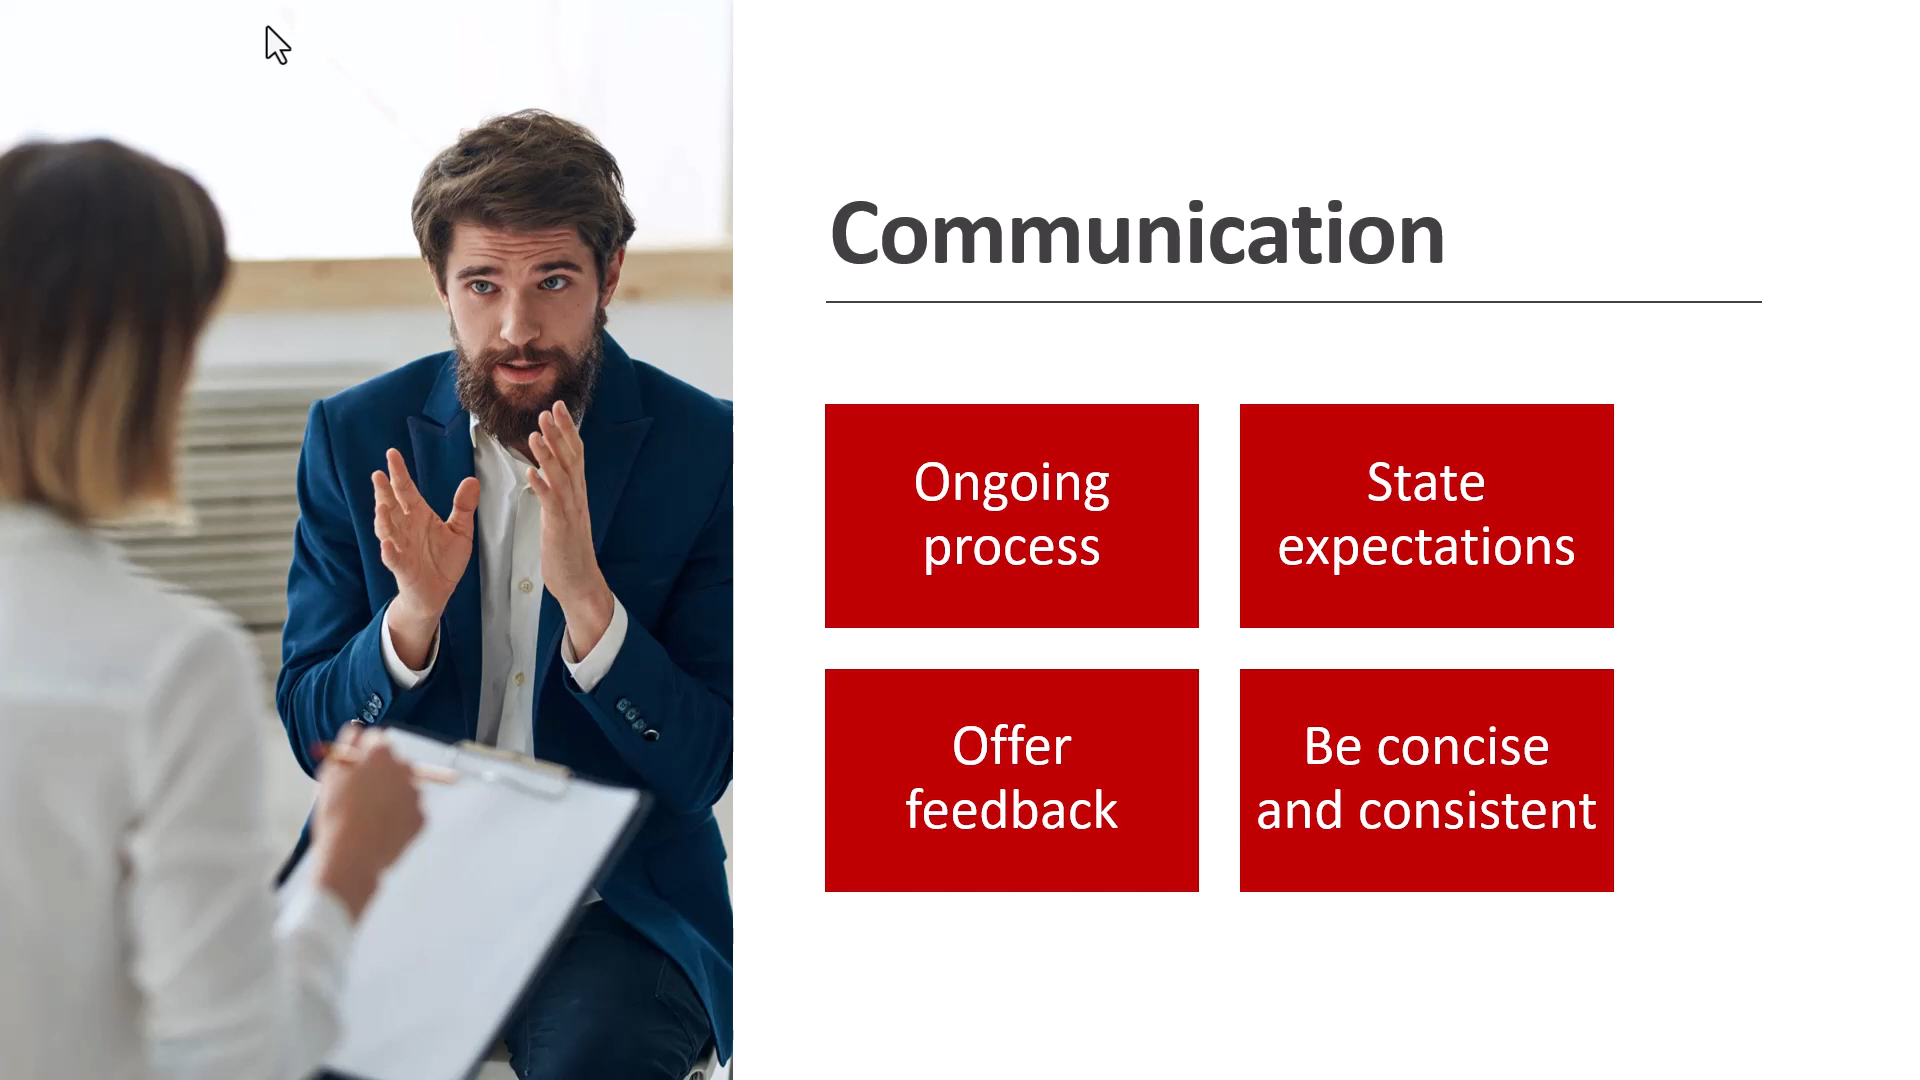 Communication
Ongoing
process
State
expectations
Offer
feedback
Be concise
and consistent